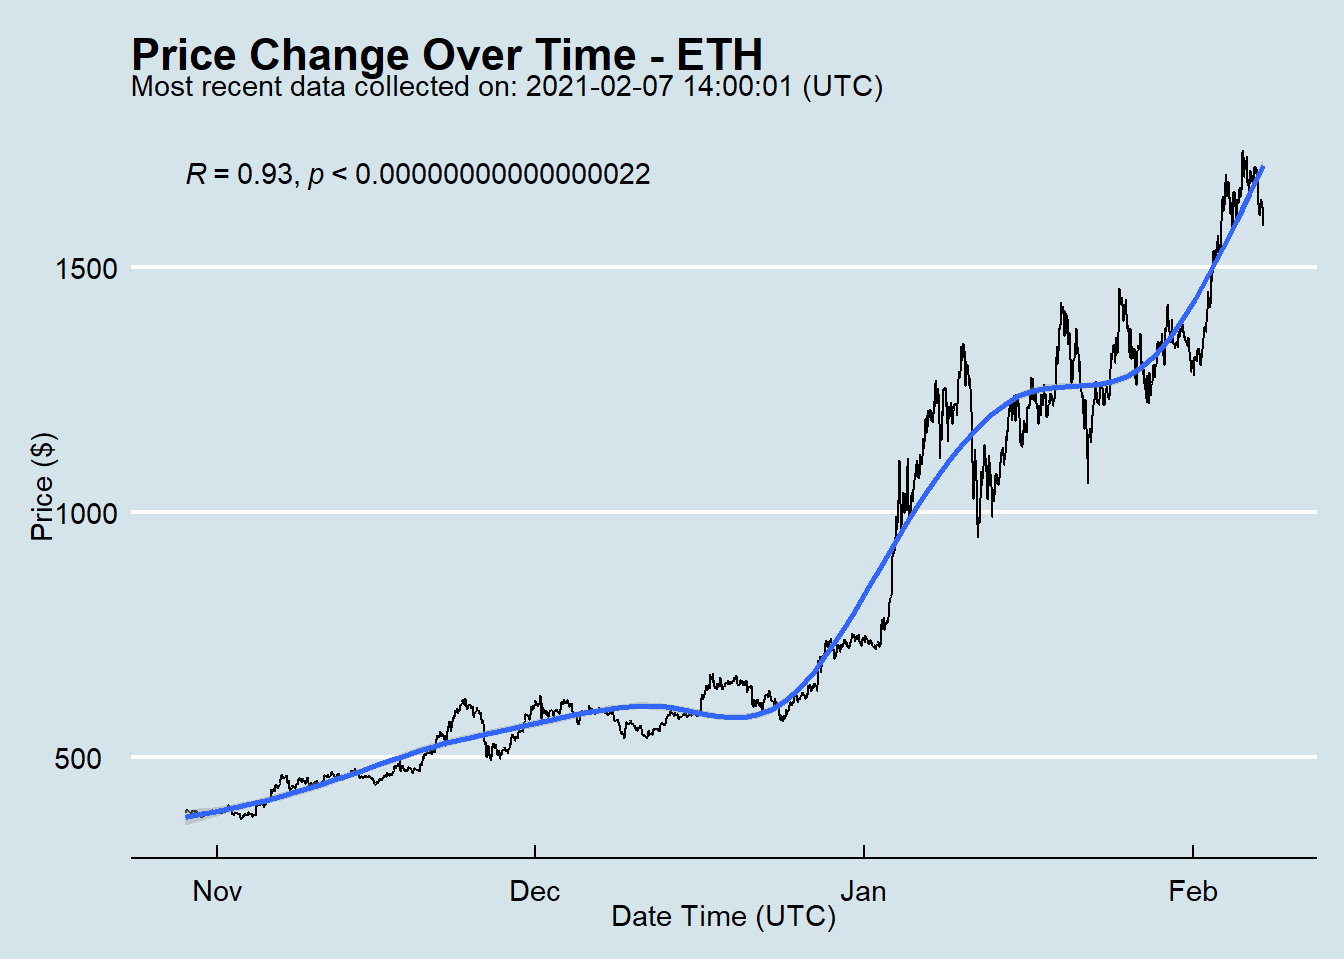 Price Change Over Time - ETH
Most recent data collected on: 2021-02-07 14:00:01 (UTC)
R = 0.93, p < 0.00000000000000022
1500
1000
500
Price ($)
Nov Dec Jan Feb
Date Time (UTC)